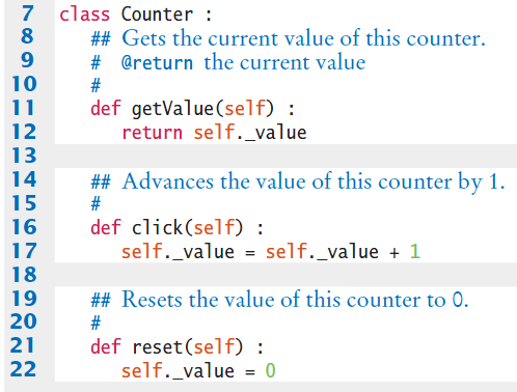 7 class Counter :
8 ## Gets the current value of this counter.
9 # @return the current value
10 #
11 def getValue(self) :
12 return self._value
13
14 ## Advances the value of this counter by 1.
15 #
16 def click(self) :
17 self._value = self._value + 1
18
19 ## Resets the value of this counter to 0.
20 #
21 def reset(self) :
22 self._value = 0